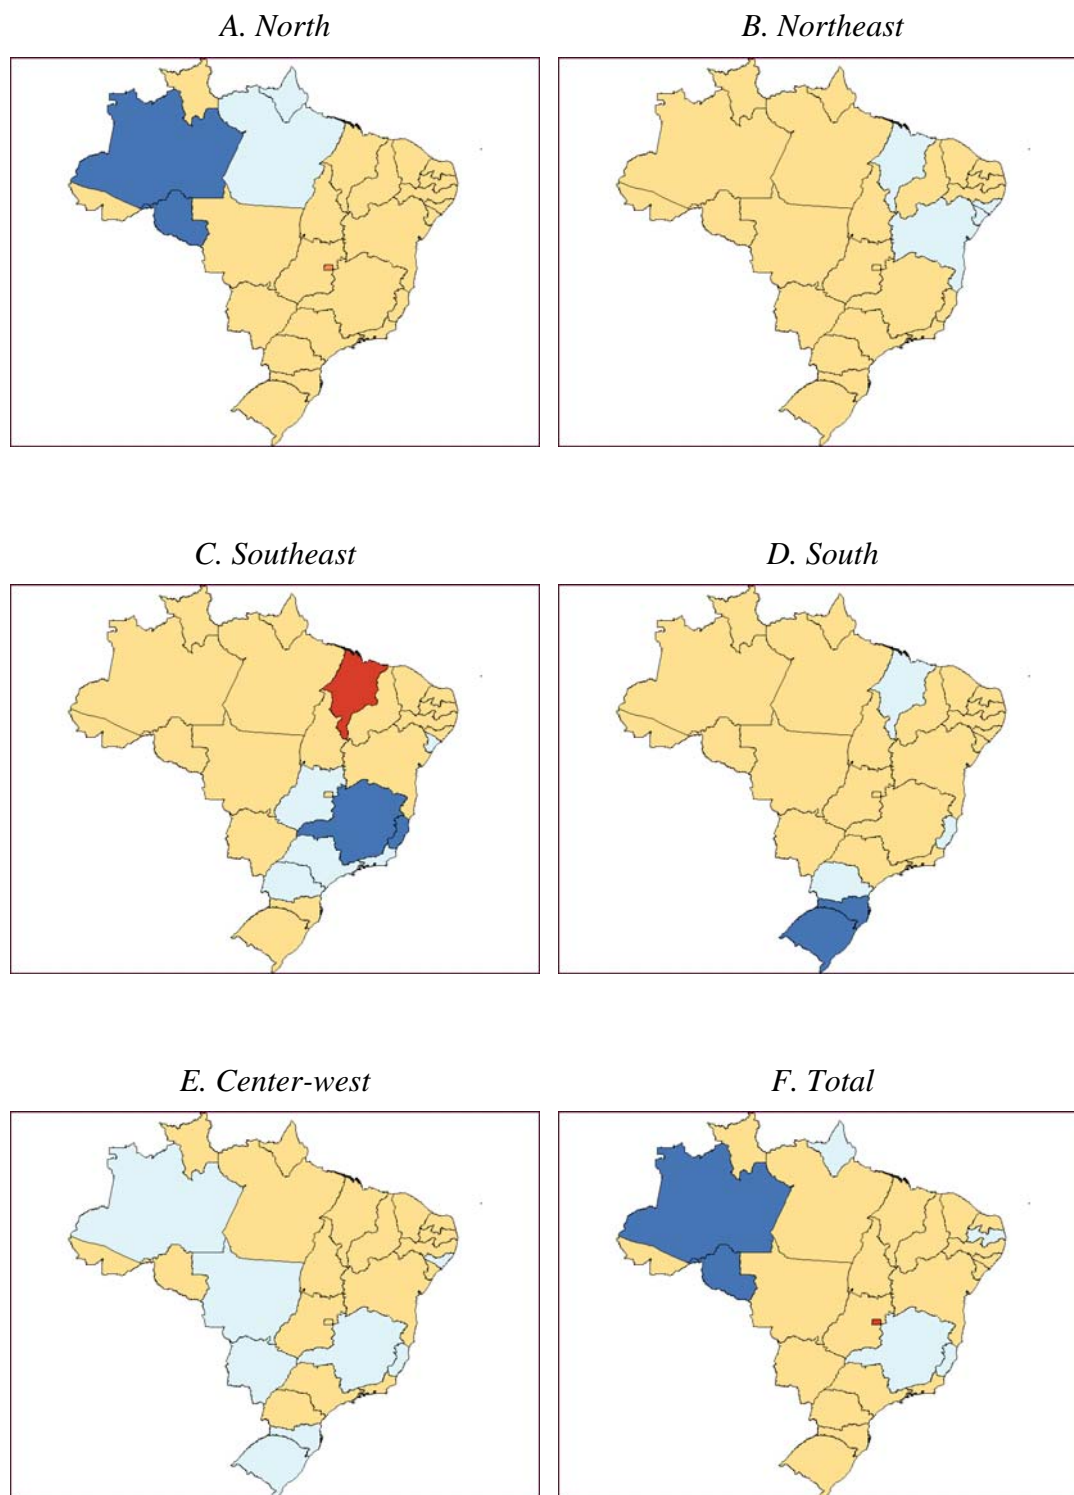 A. North
B. Northeast
C. Southeast
D. South
E. Center-west
F. Total